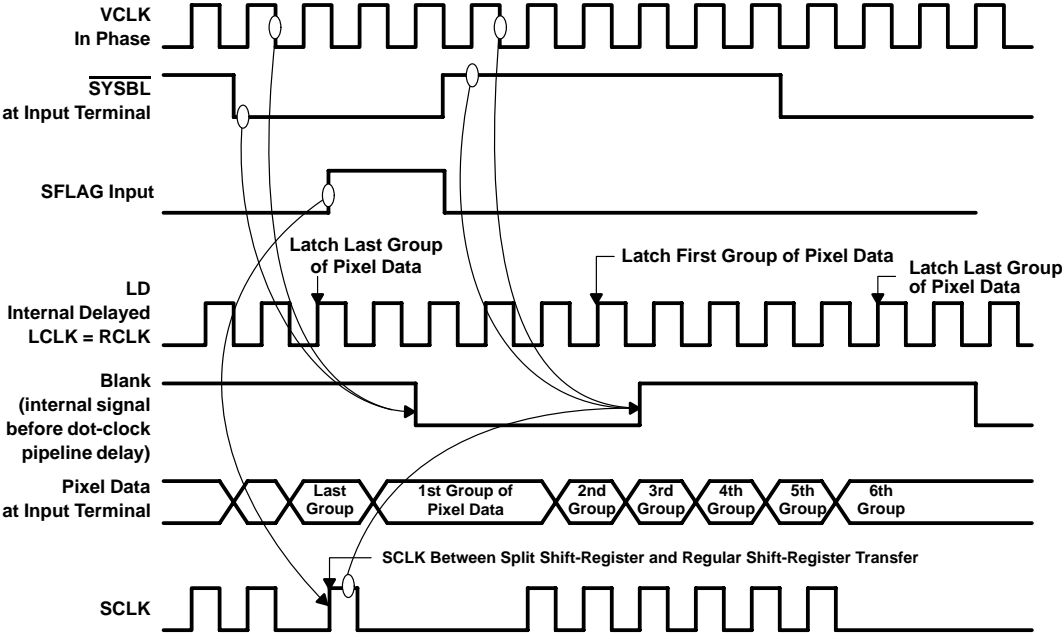 VCLK
In Phase
SYSBL
at Input Terminal
SFLAG Input
Latch Last Group
of Pixel Data
Latch First Group of Pixel Data
Latch Last Group
of Pixel Data
LD
Internal Delayed
LCLK = RCLK
Blank
(internal signal
before dot-clock
pipeline delay)
Pixel Data
at Input Terminal
Last
Group
1st Group of
Pixel Data
2nd
Group
3rd
Group
4th
Group
5th
Group
6th
Group
SCLK Between Split Shift-Register and Regular Shift-Register Transfer
SCLK